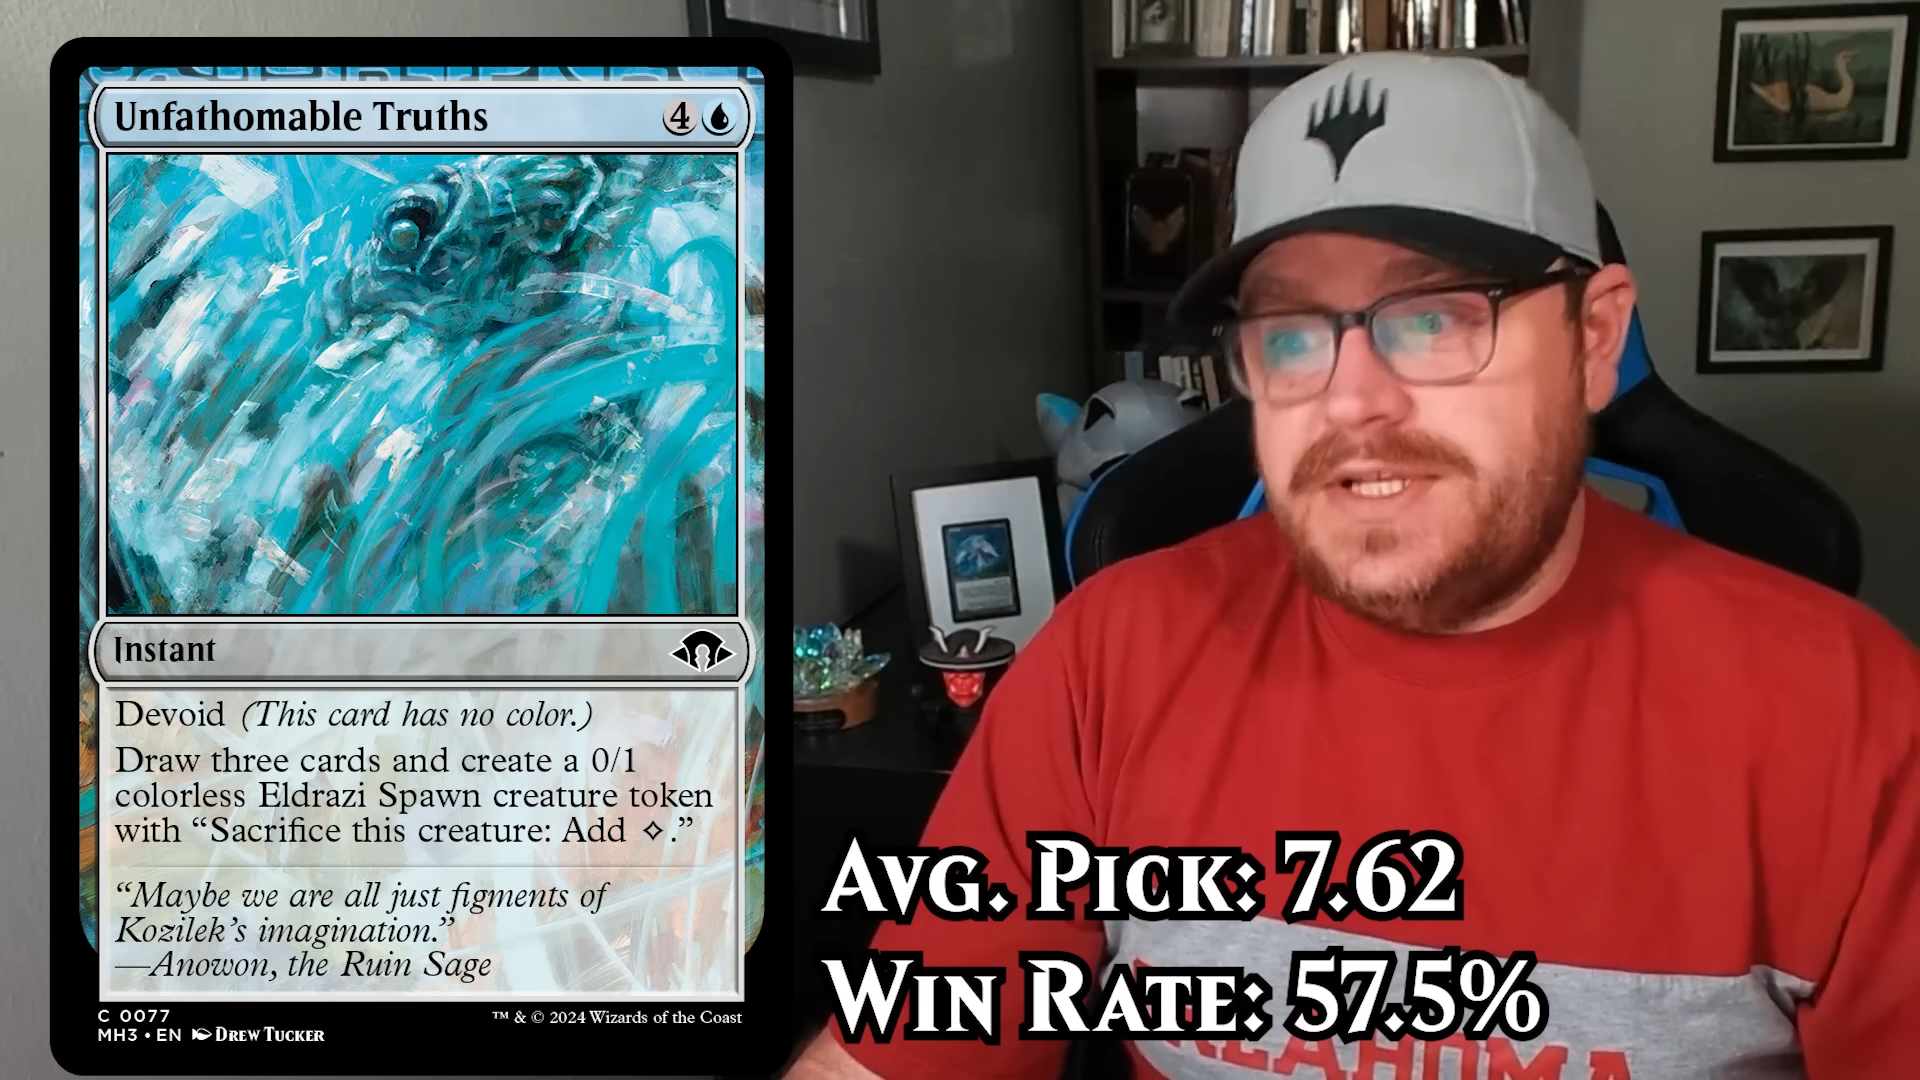 Unfathomable Truths 4
Instant
Devoid (This card has no color.)
Draw three cards and create a 0/1
colorless Eldrazi Spawn creature token
with “Sacrifice this creature: Add .”
“Maybe we are all just figments of
Kozilek’s imagination.”
—Anowon, the Ruin Sage
C 0077
MH3 • EN DREW TUCKER
™ & © 2024 Wizards of the Coast
AVG. PICK: 7.62
WIN RATE: 57.5%
OKLAHOMA